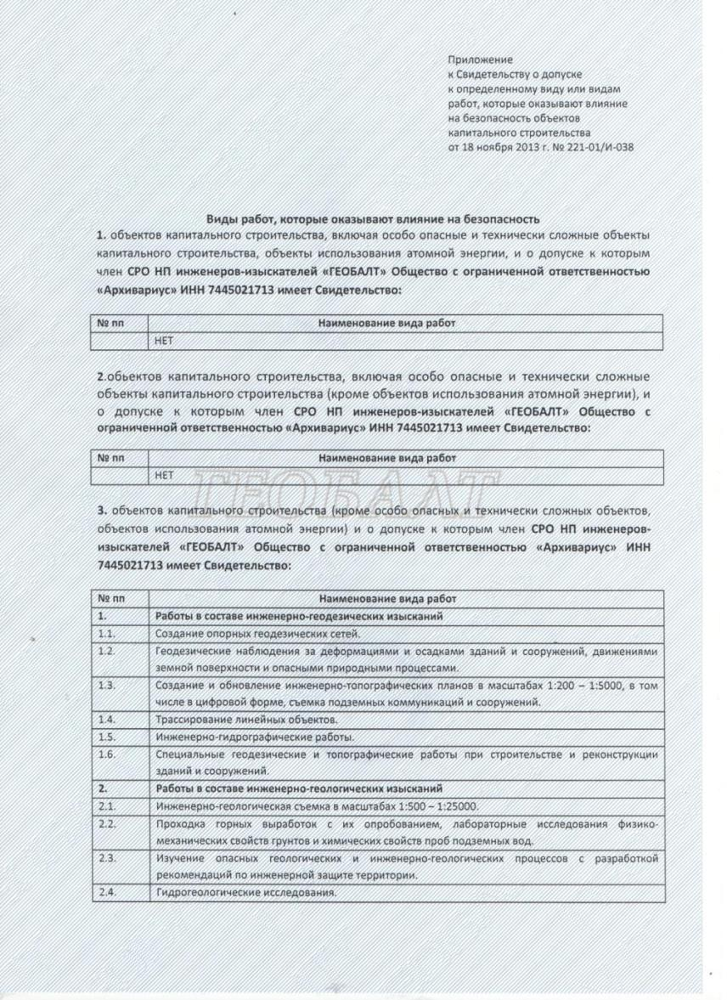 Приложение
к Свидетельству о допуске
к определенному виду или видам
работ, которые оказывают влияние
на безопасность объектов
капитального строительства
от 18 ноября 2013 г. № 221-01/И-038
Виды работ, которые оказывают влияние на безопасность
1. объектов капитального строительства, включая особо опасные и технически сложные объекты
капитального строительства, объекты использования атомной энергии, и о допуске к которым
член СРО НП инженеров-изыскателей «ГЕОБАЛТ» Общество с ограниченной ответственностью
«Архивариус» ИНН 7445021713 имеет Свидетельство:
№ пп Наименование вида работ
НЕТ
2.обьектов капитального строительства, включая особо опасные и технически сложные
объекты капитального строительства (кроме объектов использования атомной энергии), и
о допуске к которым член СРО НП инженеров-изыскателей «ГЕОБАЛТ» Общество с
ограниченной ответственностью «Архивариус» ИНН 7445021713 имеет Свидетельство:
№ пп Наименование вида работ
НЕТ
ГЕОБАЛТ
3. объектов капитального строительства (кроме особо опасных и технически сложных объектов,
объектов использования атомной энергии) и о допуске к которым член СРО НП инженеров-
изыскателей «ГЕОБАЛТ» Общество с ограниченной ответственностью «Архивариус» ИНН
7445021713 имеет Свидетельство:
№ пп Наименование вида работ
1. Работы в составе инженерно-геодезических изысканий
1.1. Создание опорных геодезических сетей.
1.2. Геодезические наблюдения за деформациями и осадками зданий и сооружений, движениями
земной поверхности и опасными природными процессами.
1.3. Создание и обновление инженерно-топографических планов в масштабах 1:200 – 1:5000, в том
числе в цифровой форме, съемка подземных коммуникаций и сооружений.
1.4. Трассирование линейных объектов.
1.5. Инженерно-гидрографические работы.
1.6. Специальные геодезические и топографические работы при строительстве и реконструкции
зданий и сооружений.
2. Работы в составе инженерно-геологических изысканий
2.1. Инженерно-геологическая съемка в масштабах 1:500 – 1:25000.
2.2. Проходка горных выработок с их опробованием, лабораторные исследования физико-
механических свойств грунтов и химических свойств проб подземных вод.
2.3. Изучение опасных геологических и инженерно-геологических процессов с разработкой
рекомендаций по инженерной защите территории.
2.4. Гидрогеологические исследования.